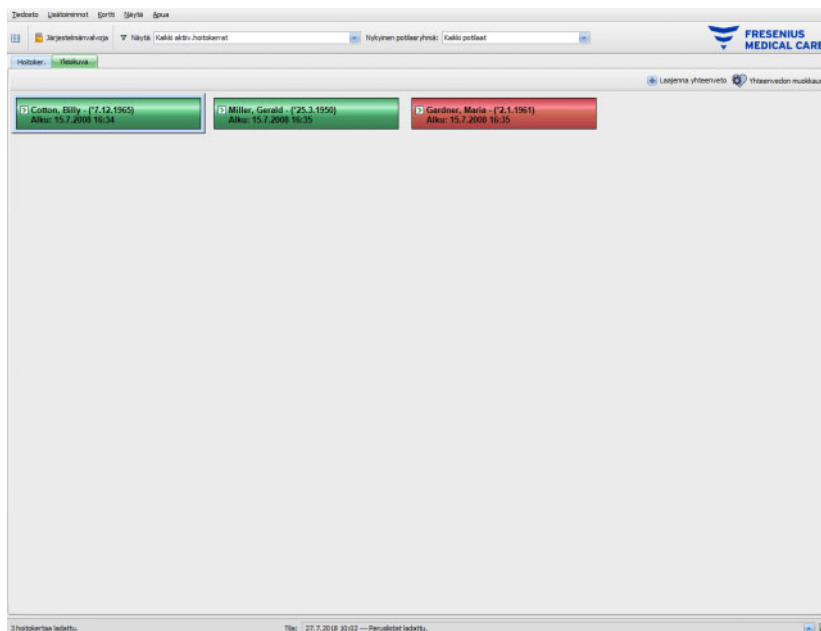 Tiedosto Lisätoiminnot Kortti Näytä Apua
Järjestelmänvalvoja Näytä: Kaikki aktiv.hoitokerrat Nykyinen potilasryhmä: Kaikki potilaat
FRESENIUS
MEDICAL CARE
Hoitoker. Yleiskuva
Laajenna yhteenveto Yhteenvedon muokkaus
Cotton, Billy - (*7.12.1965)
Alku: 15.7.2008 16:34
Miller, Gerald - (*25.3.1950)
Alku: 15.7.2008 16:35
Gardner, Maria - (*2.1.1961)
Alku: 15.7.2008 16:35
3 hoitokertaa ladattu. Tila: 27.7.2018 10:02 --- Peruslistat ladattu.